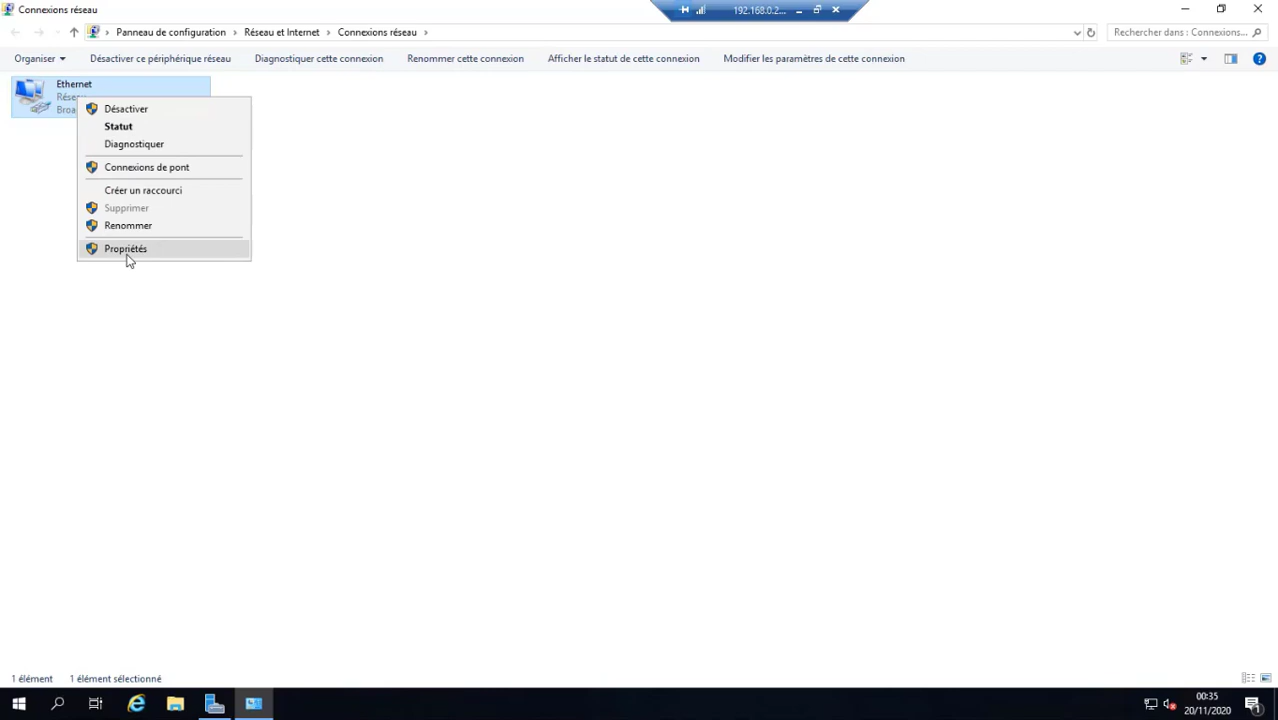 Connexions réseau
192.168.0.2...
Panneau de configuration
Réseau et Internet
Connexions réseau
Rechercher dans : Connexions...
Organiser
Désactiver ce périphérique réseau
Diagnostiquer cette connexion
Renommer cette connexion
Afficher le statut de cette connexion
Modifier les paramètres de cette connexion
Ethernet
Désactiver
Statut
Diagnostiquer
Connexions de pont
Créer un raccourci
Supprimer
Renommer
Propriétés
1 élément
1 élément sélectionné
00:35
20/11/2020
1